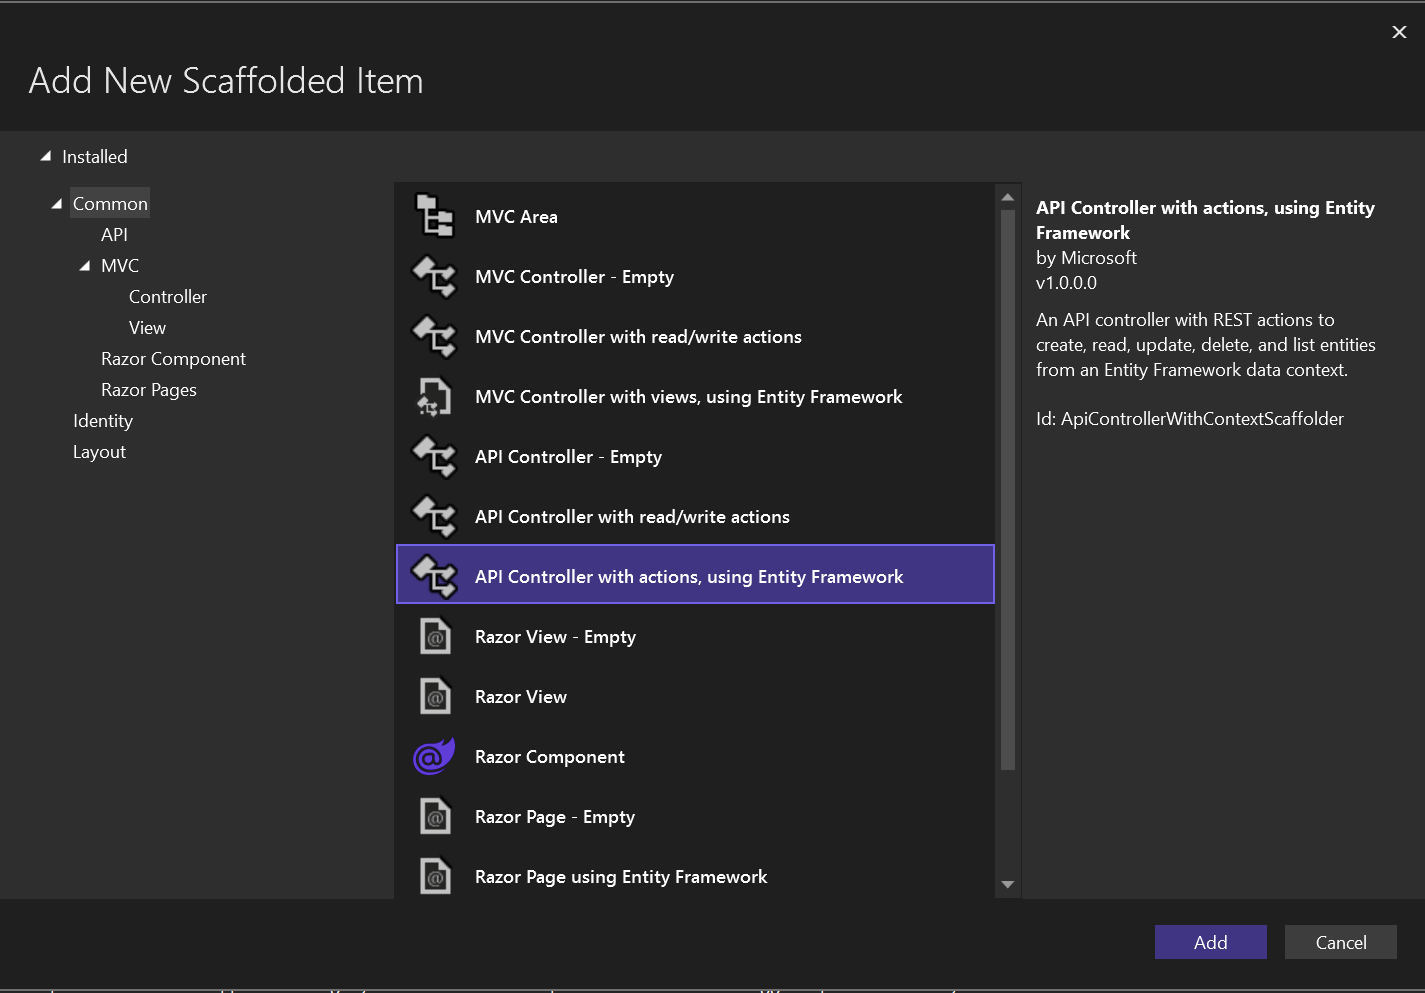 Add New Scaffolded Item
Installed
Common
API
MVC
Controller
View
Razor Component
Razor Pages
Identity
Layout
MVC Area
MVC Controller - Empty
MVC Controller with read/write actions
MVC Controller with views, using Entity Framework
API Controller - Empty
API Controller with read/write actions
API Controller with actions, using Entity Framework
Razor View - Empty
Razor View
Razor Component
Razor Page - Empty
Razor Page using Entity Framework
API Controller with actions, using Entity
Framework
by Microsoft
v1.0.0.0
An API controller with REST actions to
create, read, update, delete, and list entities
from an Entity Framework data context.
Id: ApiControllerWithContextScaffolder
Add
Cancel